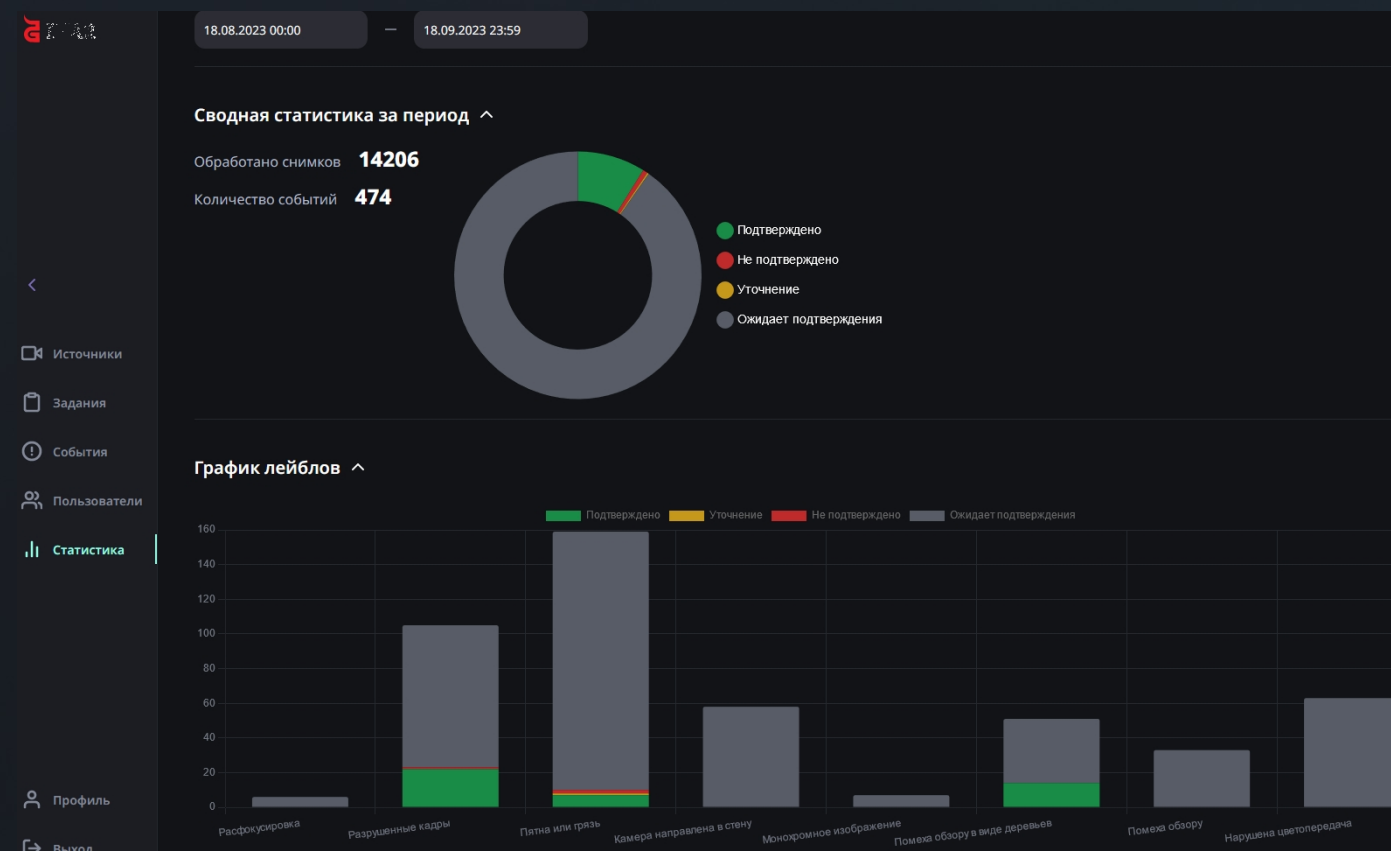 18.08.2023 00:00 — 18.09.2023 23:59
Сводная статистика за период
Обработано снимков 14206
Количество событий 474
Подтверждено
Не подтверждено
Уточнение
Ожидает подтверждения
Источники
Задания
События
Пользователи
Статистика
Профиль
Выход
График лейблов
Подтверждено Уточнение Не подтверждено Ожидает подтверждения
160
140
120
100
80
60
40
20
0
Расфокусировка
Разрушенные кадры
Пятна или грязь
Камера направлена в стену
Монохромное изображение
Помеха обзору в виде деревьев
Помеха обзору
Нарушена цветопередача